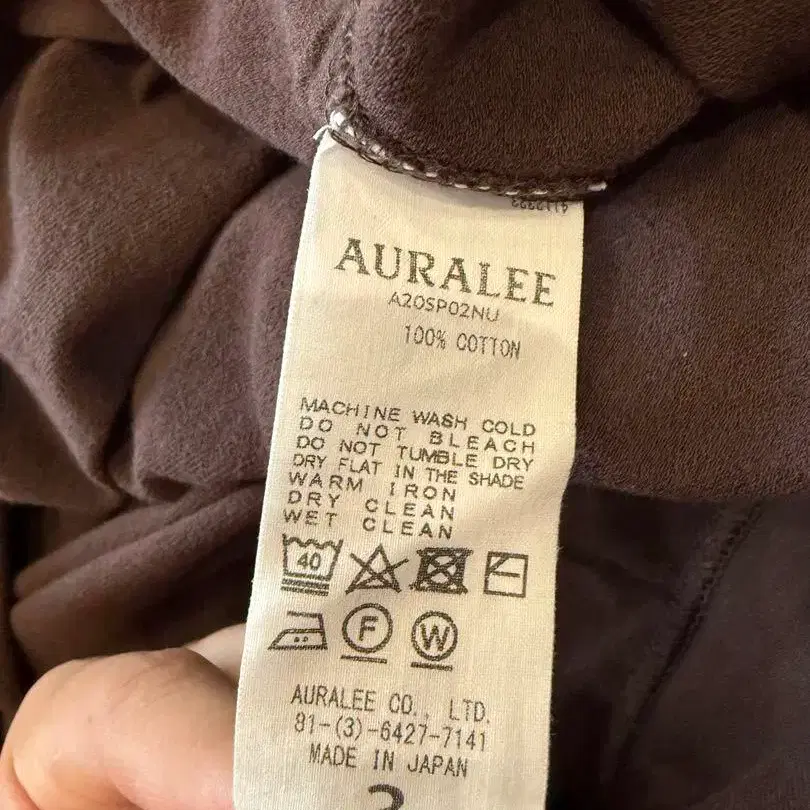 AURALEE
A20SP02NU
100% COTTON
MACHINE WASH COLD
DO NOT BLEACH
DO NOT TUMBLE DRY
DRY FLAT IN THE SHADE
WARM IRON
DRY CLEAN
WET CLEAN
40
F
W
AURALEE CO., LTD.
81-(3)-6427-7141
MADE IN JAPAN